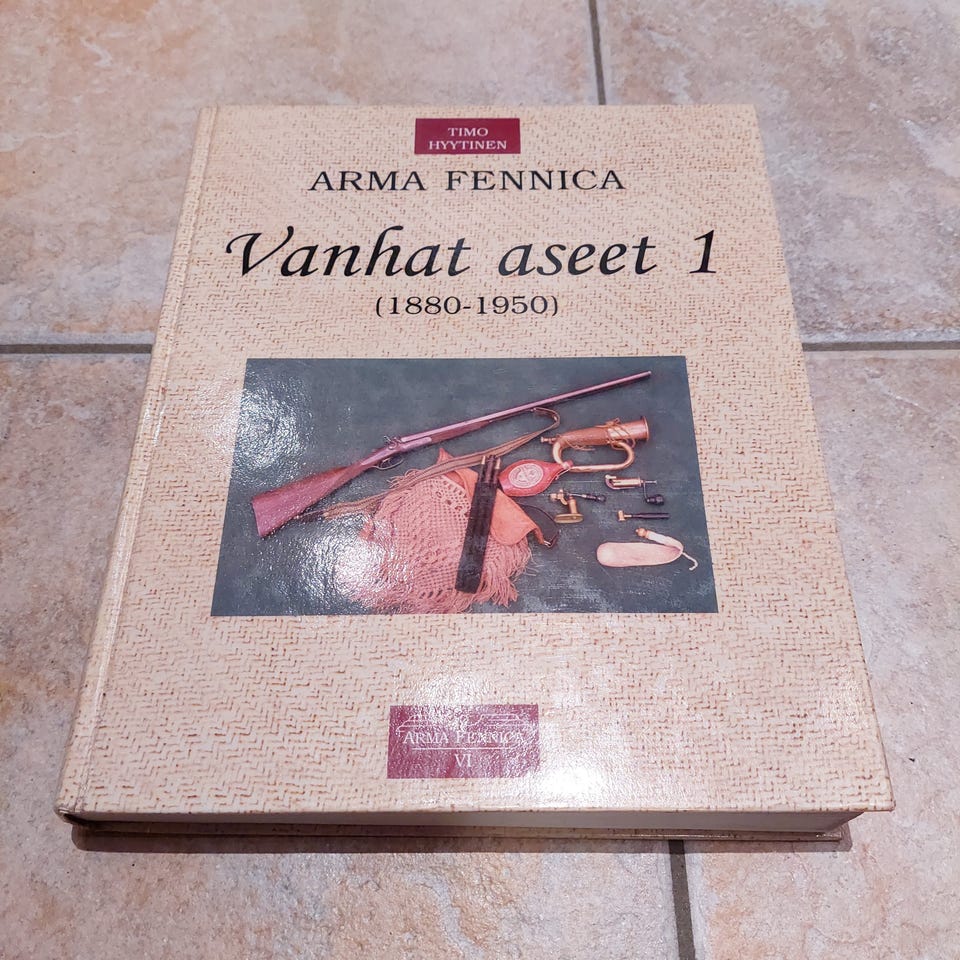 TIMO
HYYTINEN
ARMA FENNICA
Vanhat aseet 1
(1880-1950)
ARMA FENNICA
VI